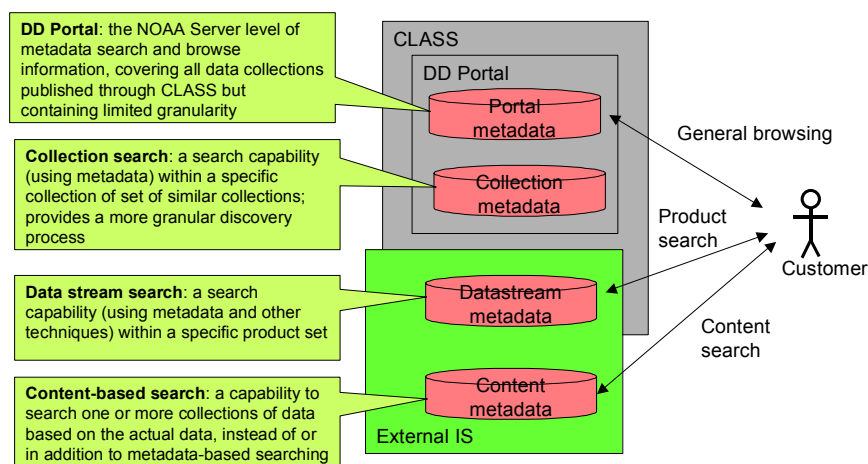 DD Portal: the NOAA Server level of
metadata search and browse
information, covering all data collections
published through CLASS but
containing limited granularity
Collection search: a search capability
(using metadata) within a specific
collection of set of similar collections;
provides a more granular discovery
process
Data stream search: a search
capability (using metadata and other
techniques) within a specific product set
Content-based search: a capability to
search one or more collections of data
based on the actual data, instead of or
in addition to metadata-based searching
CLASS
DD Portal
Portal
metadata
Collection
metadata
Datastream
metadata
Content
metadata
External IS
General browsing
Product
search
Content
search
Customer